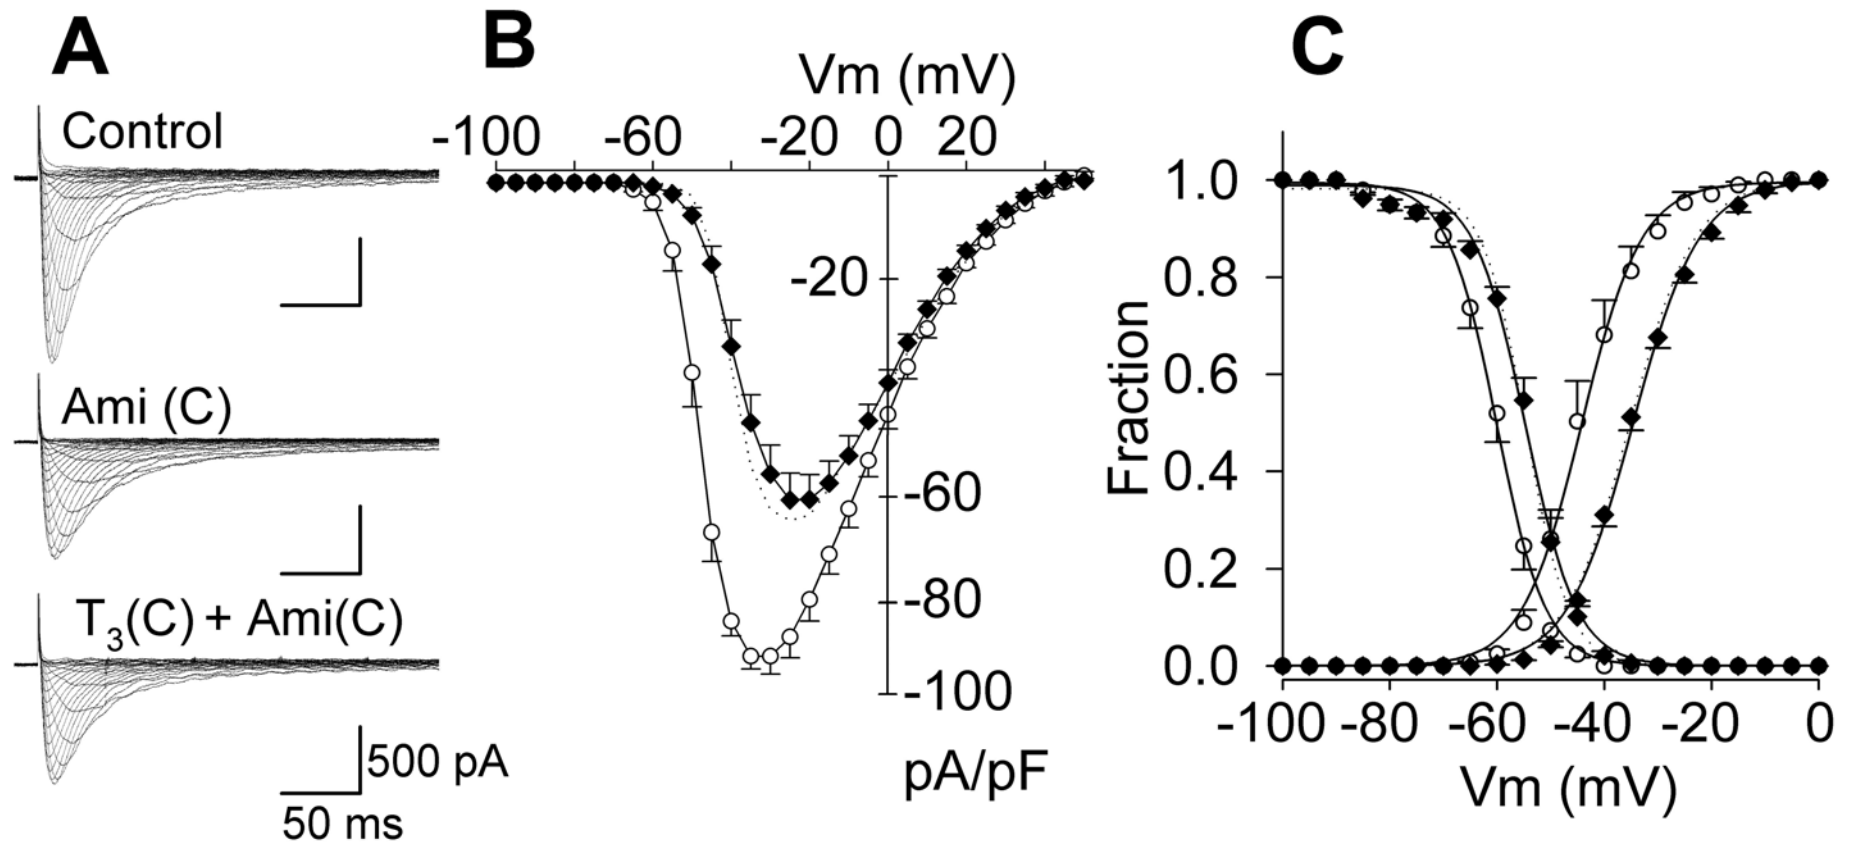 A
Control
Ami (C)
T3(C) + Ami(C)
500 pA
50 ms
B
Vm (mV)
-100 -60 -20 0 20
-20
-60
-80
-100
pA/pF
C
Fraction
1.0
0.8
0.6
0.4
0.2
0.0
-100 -80 -60 -40 -20 0
Vm (mV)